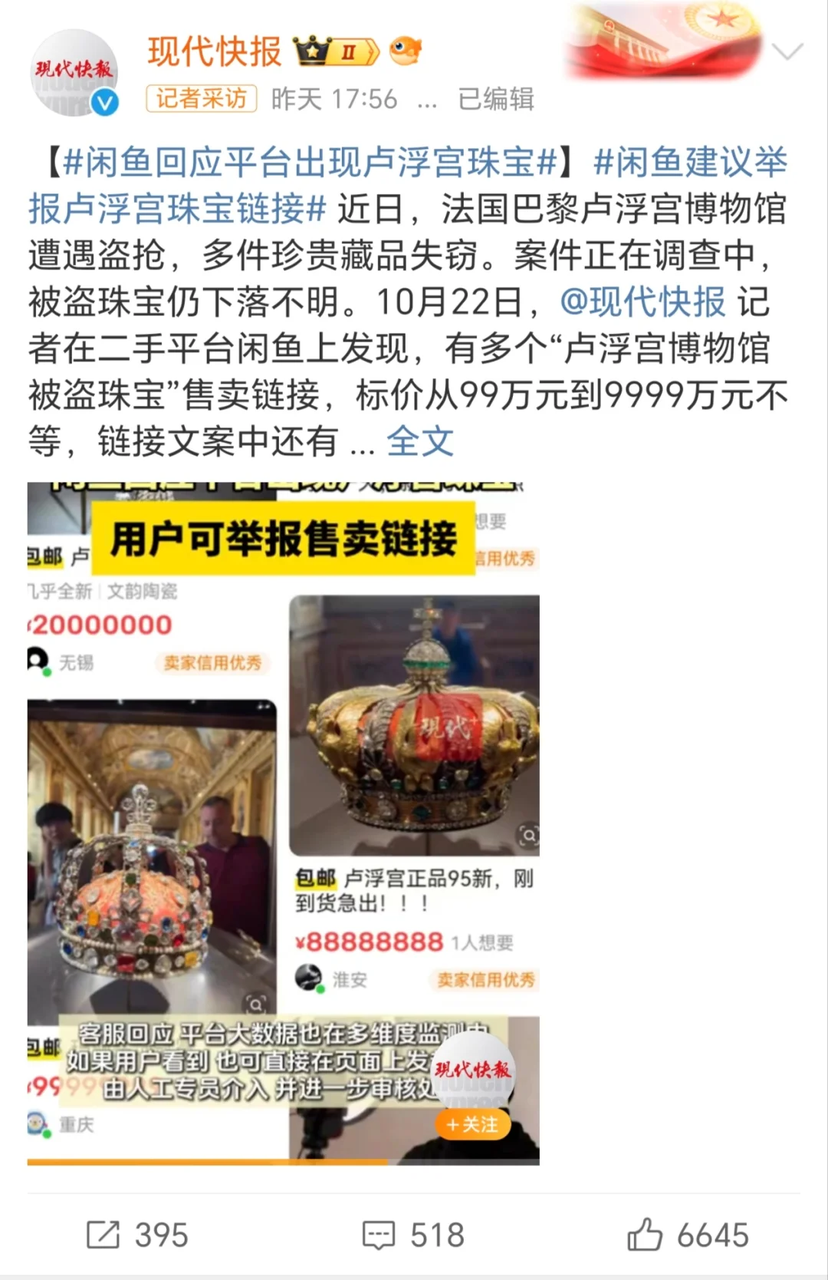 现代快报
现代快报 II
记者采访 昨天 17:56 ... 已编辑
【#闲鱼回应平台出现卢浮宫珠宝#】#闲鱼建议举
报卢浮宫珠宝链接# 近日，法国巴黎卢浮宫博物馆
遭遇盗抢，多件珍贵藏品失窃。案件正在调查中，
被盗珠宝仍下落不明。10月22日，@现代快报 记
者在二手平台闲鱼上发现，有多个“卢浮宫博物馆
被盗珠宝”售卖链接，标价从99万元到9999万元不
等，链接文案中还有 ... 全文
用户可举报售卖链接
想要
包邮 卢
信用优秀
几乎全新 | 文韵陶瓷
¥20000000
无锡 卖家信用优秀
现代
包邮 卢浮宫正品95新，刚
到货急出！！！
¥88888888 1人想要
淮安 卖家信用优秀
客服回应 平台大数据也在多维度监测中
包邮
如果用户看到 也可直接在页面上发
¥99
由人工专员介入 并进一步审核处
重庆
现代快报
+关注
395
518
6645